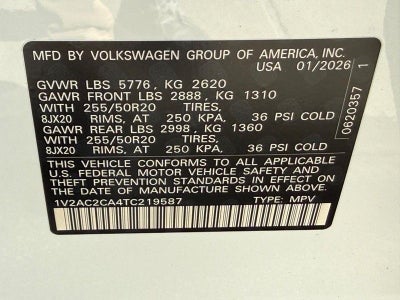 MFD BY VOLKSWAGEN GROUP OF AMERICA, INC.
USA 01/2026
GVWR LBS 5776, KG 2620
GAWR FRONT LBS 2888, KG 1310
WITH 255/50R20 TIRES,
8JX20 RIMS, AT 250 KPA, 36 PSI COLD
GAWR REAR LBS 2998, KG 1360
WITH 255/50R20 TIRES,
8JX20 RIMS, AT 250 KPA, 36 PSI COLD
THIS VEHICLE CONFORMS TO ALL APPLICABLE
U.S. FEDERAL MOTOR VEHICLE SAFETY AND
THEFT PREVENTION STANDARDS IN EFFECT ON
THE DATE OF MANUFACTURE SHOWN ABOVE.
1V2AC2CA4TC219587 TYPE: MPV
0620357 1